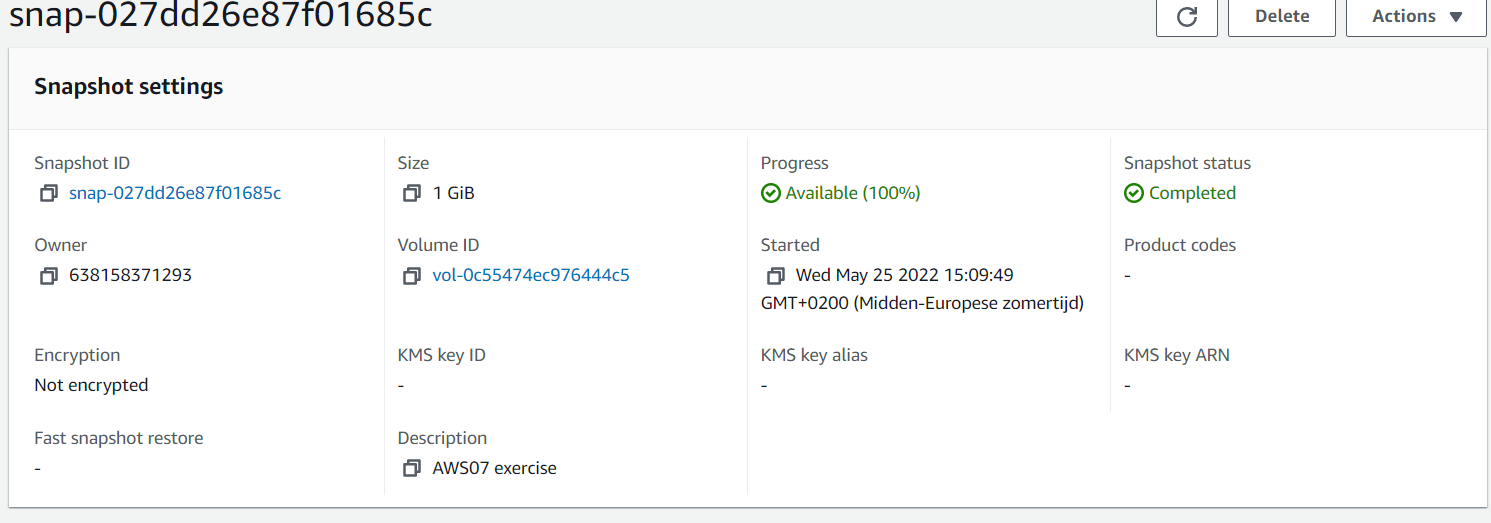 snap-027dd26e87f01685c
Delete
Actions
Snapshot settings
Snapshot ID
snap-027dd26e87f01685c
Size
1 GiB
Progress
Available (100%)
Snapshot status
Completed
Owner
638158371293
Volume ID
vol-0c55474ec976444c5
Started
Wed May 25 2022 15:09:49
GMT+0200 (Midden-Europese zomertijd)
Product codes
-
Encryption
Not encrypted
KMS key ID
-
KMS key alias
-
KMS key ARN
-
Fast snapshot restore
-
Description
AWS07 exercise